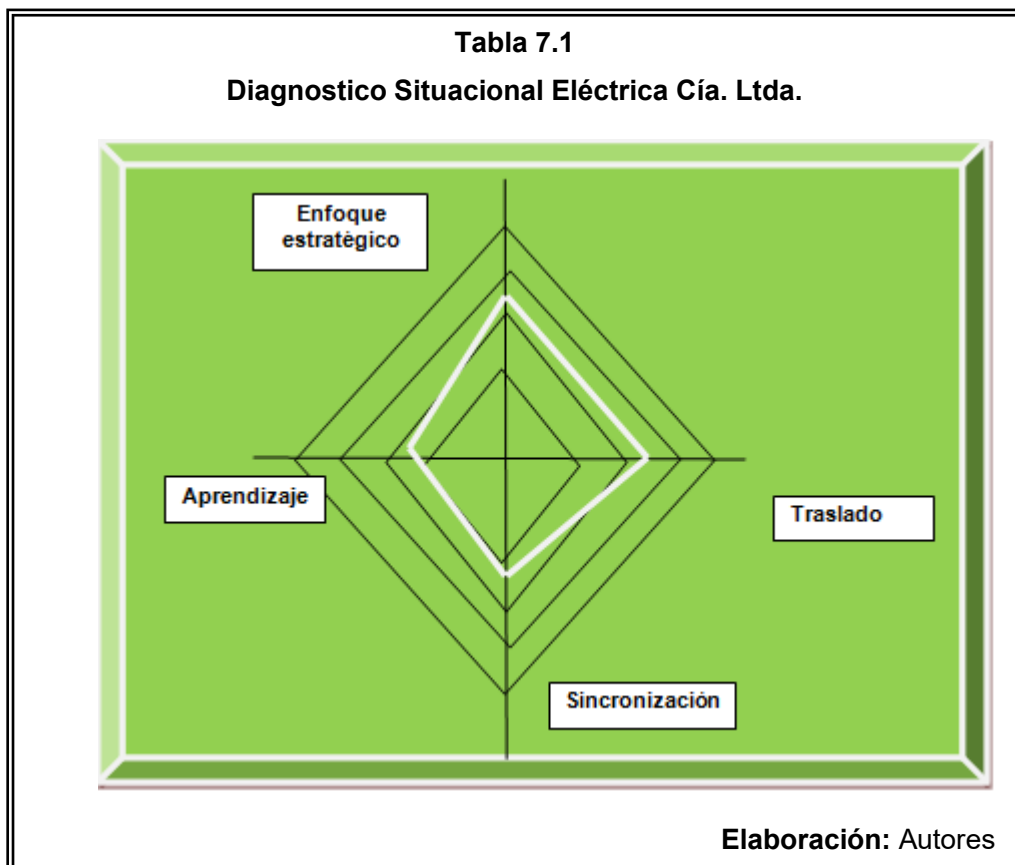 Tabla 7.1
Diagnostico Situacional Eléctrica Cía. Ltda.
Enfoque
estratègico
Aprendizaje
Traslado
Sincronización
Elaboración: Autores